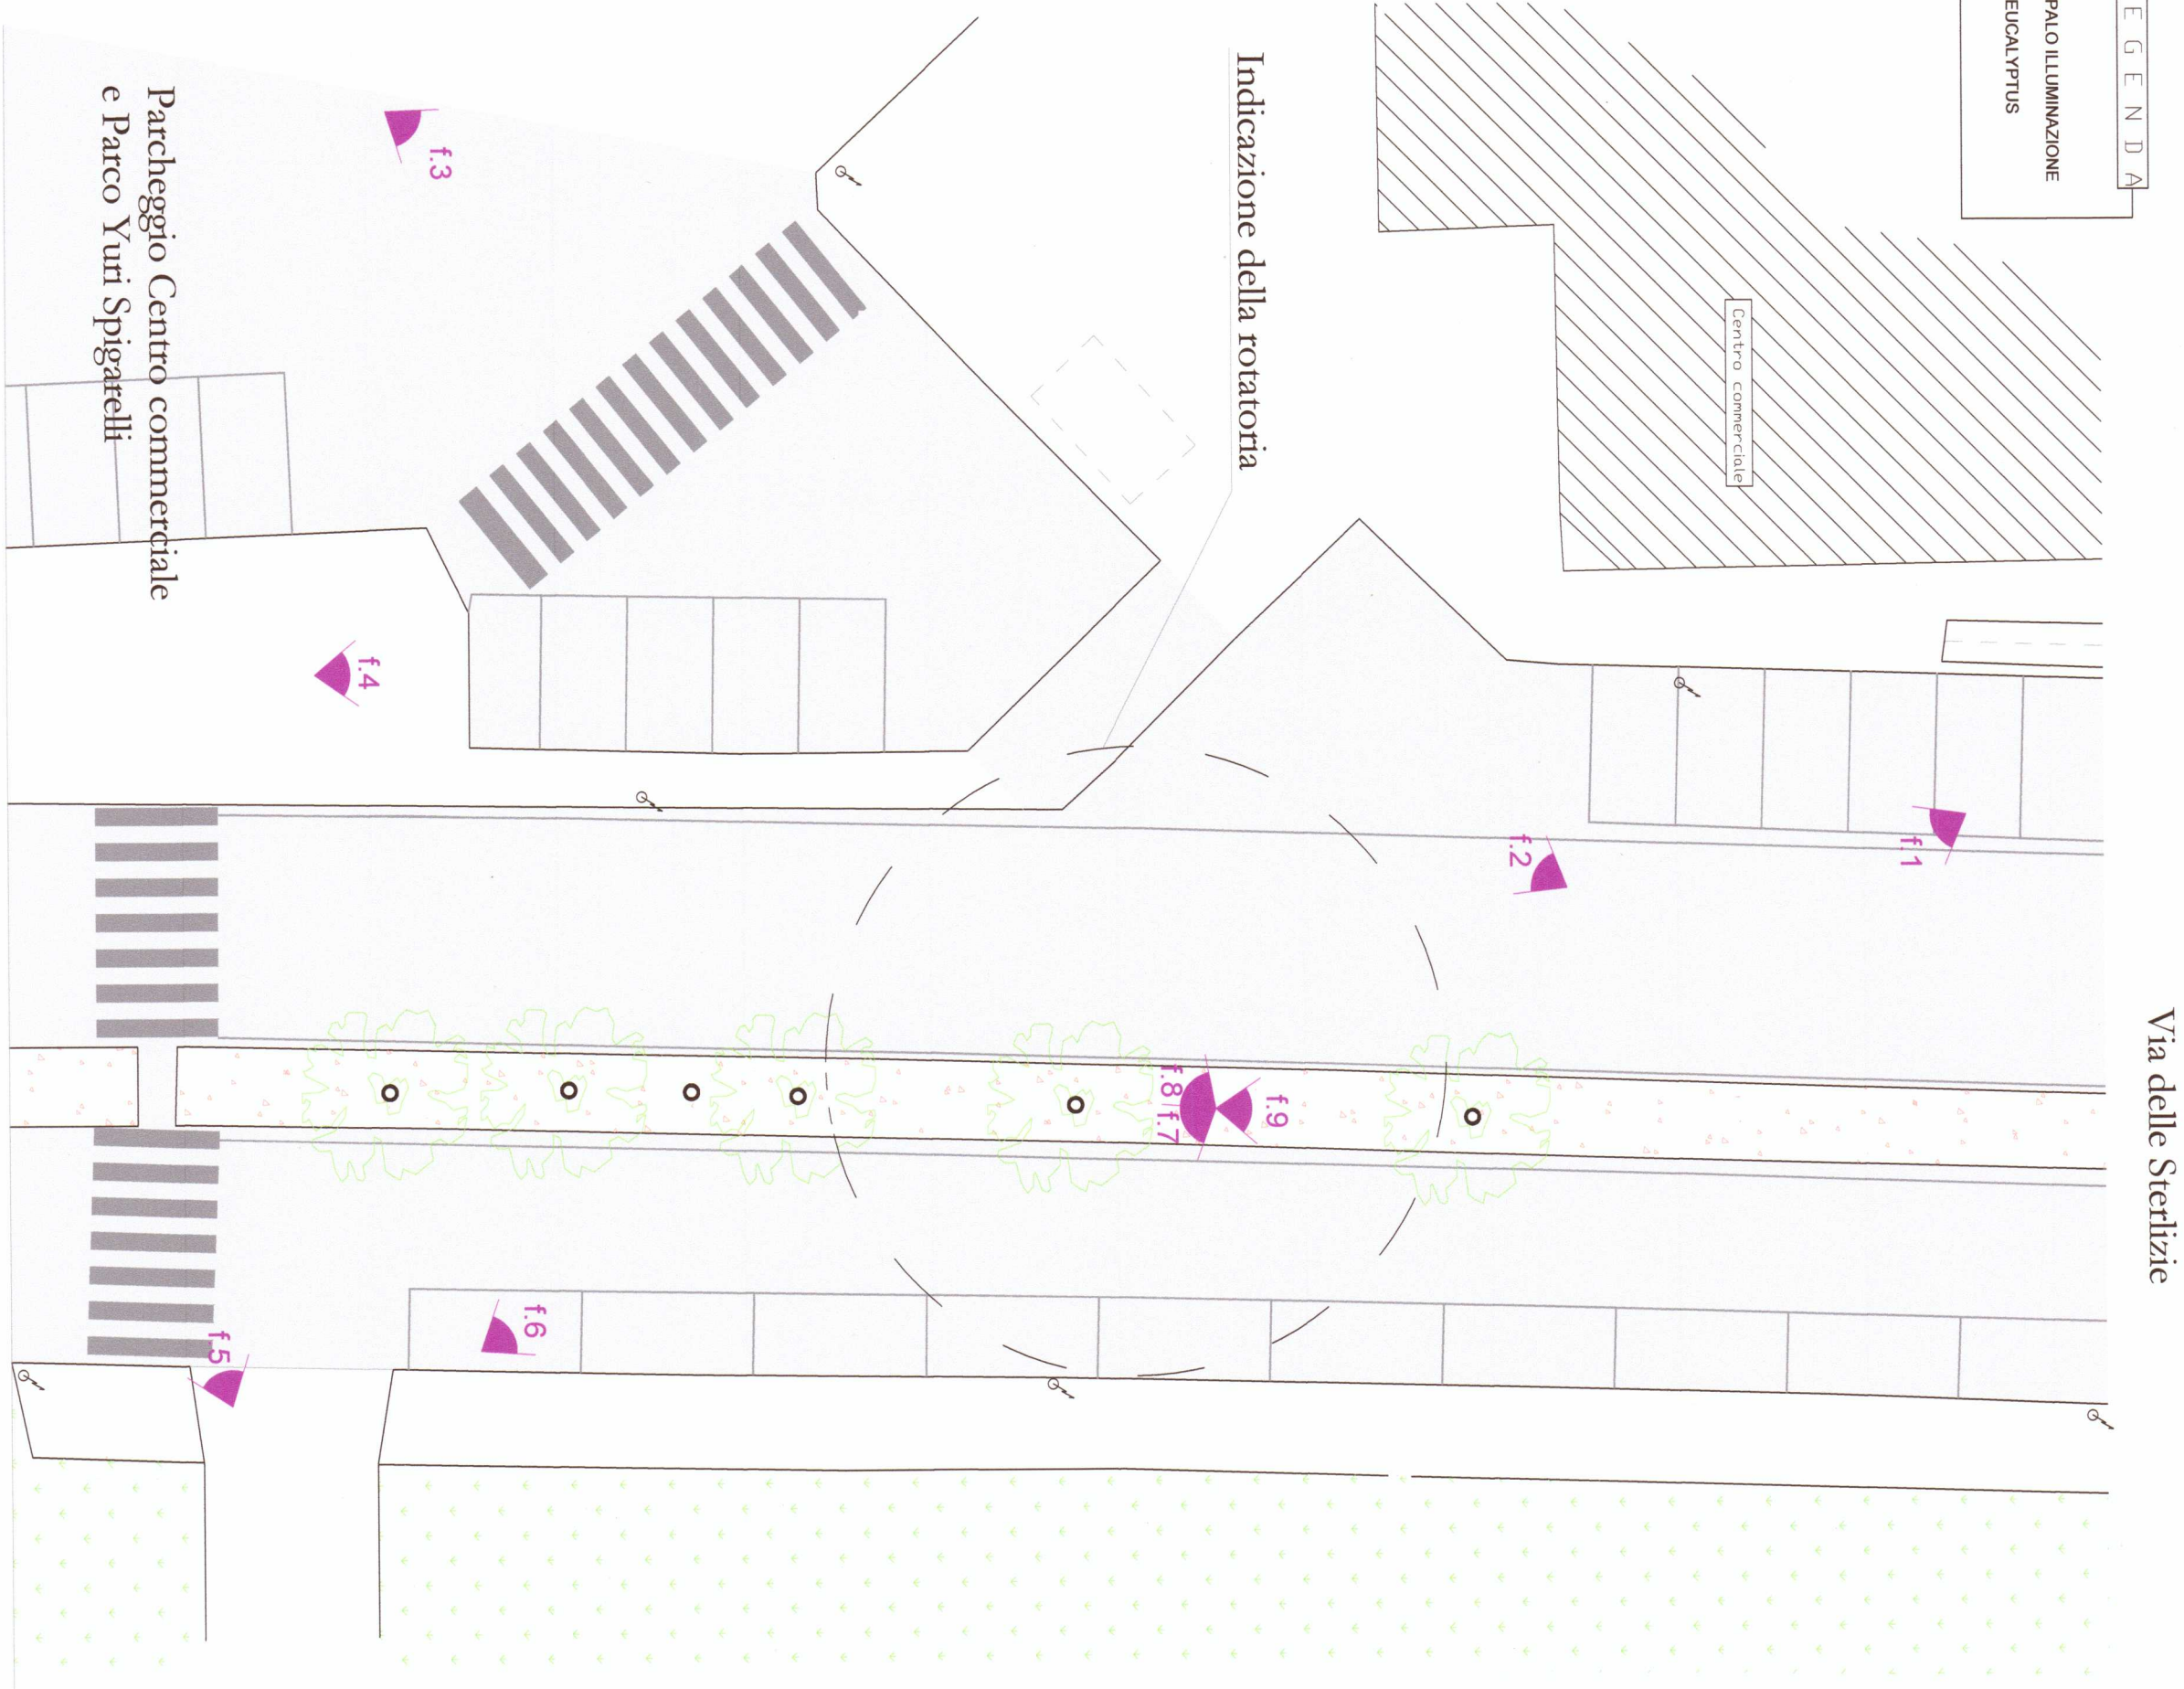 EGENDA
PALO ILLUMINAZIONE
EUCALYPTUS
Via delle Sterlizie
Centro commerciale
Indicazione della rotatoria
Parcheggio Centro commerciale
e Parco Yuri Spigarelli
f.1
f.2
f.3
f.4
f.5
f.6
f.8
f.7
f.9